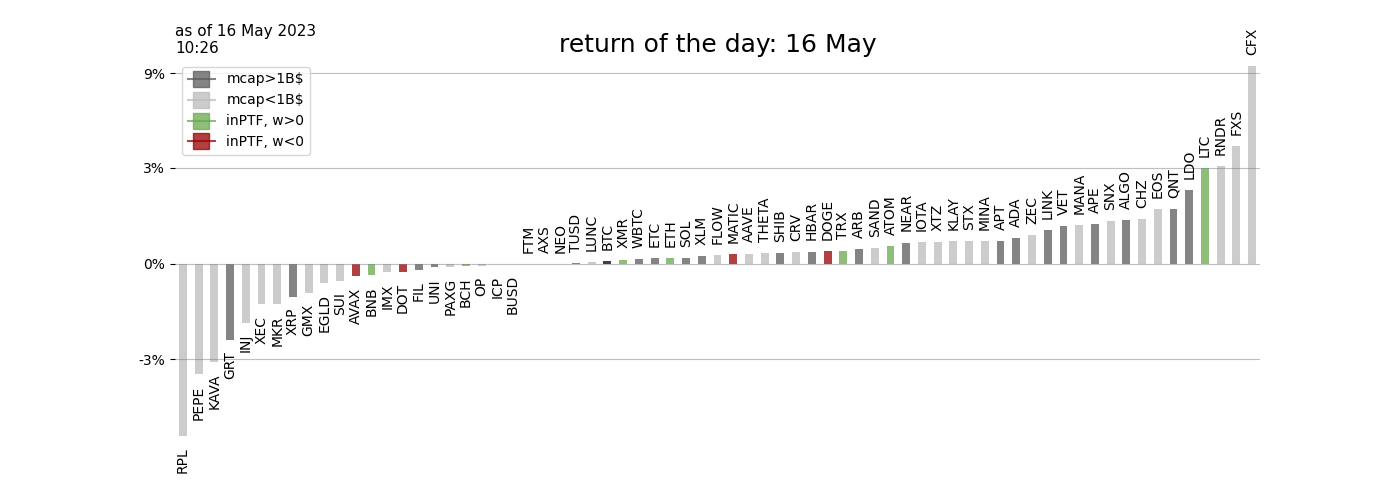 as of 16 May 2023
10:26
return of the day: 16 May
9%
3%
0%
-3%
mcap>1B$
mcap<1B$
inPTF, w>0
inPTF, w<0
RPL
PEPE
KAVA
GRT
INJ
XEC
MKR
XRP
GMX
EGLD
SUI
AVAX
BNB
IMX
DOT
FIL
UNI
PAXG
BCH
OP
ICP
BUSD
FTM
AXS
NEO
TUSD
LUNC
BTC
XMR
WBTC
ETC
ETH
SOL
XLM
FLOW
MATIC
AAVE
THETA
SHIB
CRV
HBAR
DOGE
TRX
ARB
SAND
ATOM
NEAR
IOTA
XTZ
KLAY
STX
MINA
APT
ADA
ZEC
LINK
VET
MANA
APE
SNX
ALGO
CHZ
EOS
QNT
LDO
LTC
RNDR
FXS
CFX